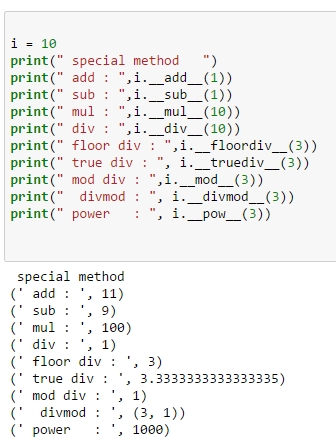 i = 10
print(" special method   ")
print(" add : ",i.__add__(1))
print(" sub : ",i.__sub__(1))
print(" mul : ",i.__mul__(10))
print(" div : ",i.__div__(10))
print(" floor div : ",i.__floordiv__(3))
print(" true div : ", i.__truediv__(3))
print(" mod div : ",i.__mod__(3))
print("  divmod : ", i.__divmod__(3))
print(" power   : ", i.__pow__(3))
 special method
(' add : ', 11)
(' sub : ', 9)
(' mul : ', 100)
(' div : ', 1)
(' floor div : ', 3)
(' true div : ', 3.3333333333333335)
(' mod div : ', 1)
('  divmod : ', (3, 1))
(' power   : ', 1000)